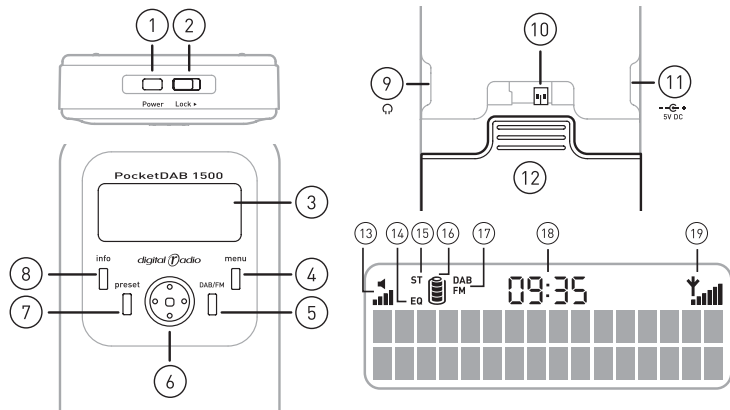 1
2
Power
Lock ▸
PocketDAB 1500
3
info
digital radio
menu
8
4
preset
DAB/FM
7
5
6
10
9
11
5V DC
12
13
14
15
16
17
18
19
ST
DAB
FM
EQ
09:35